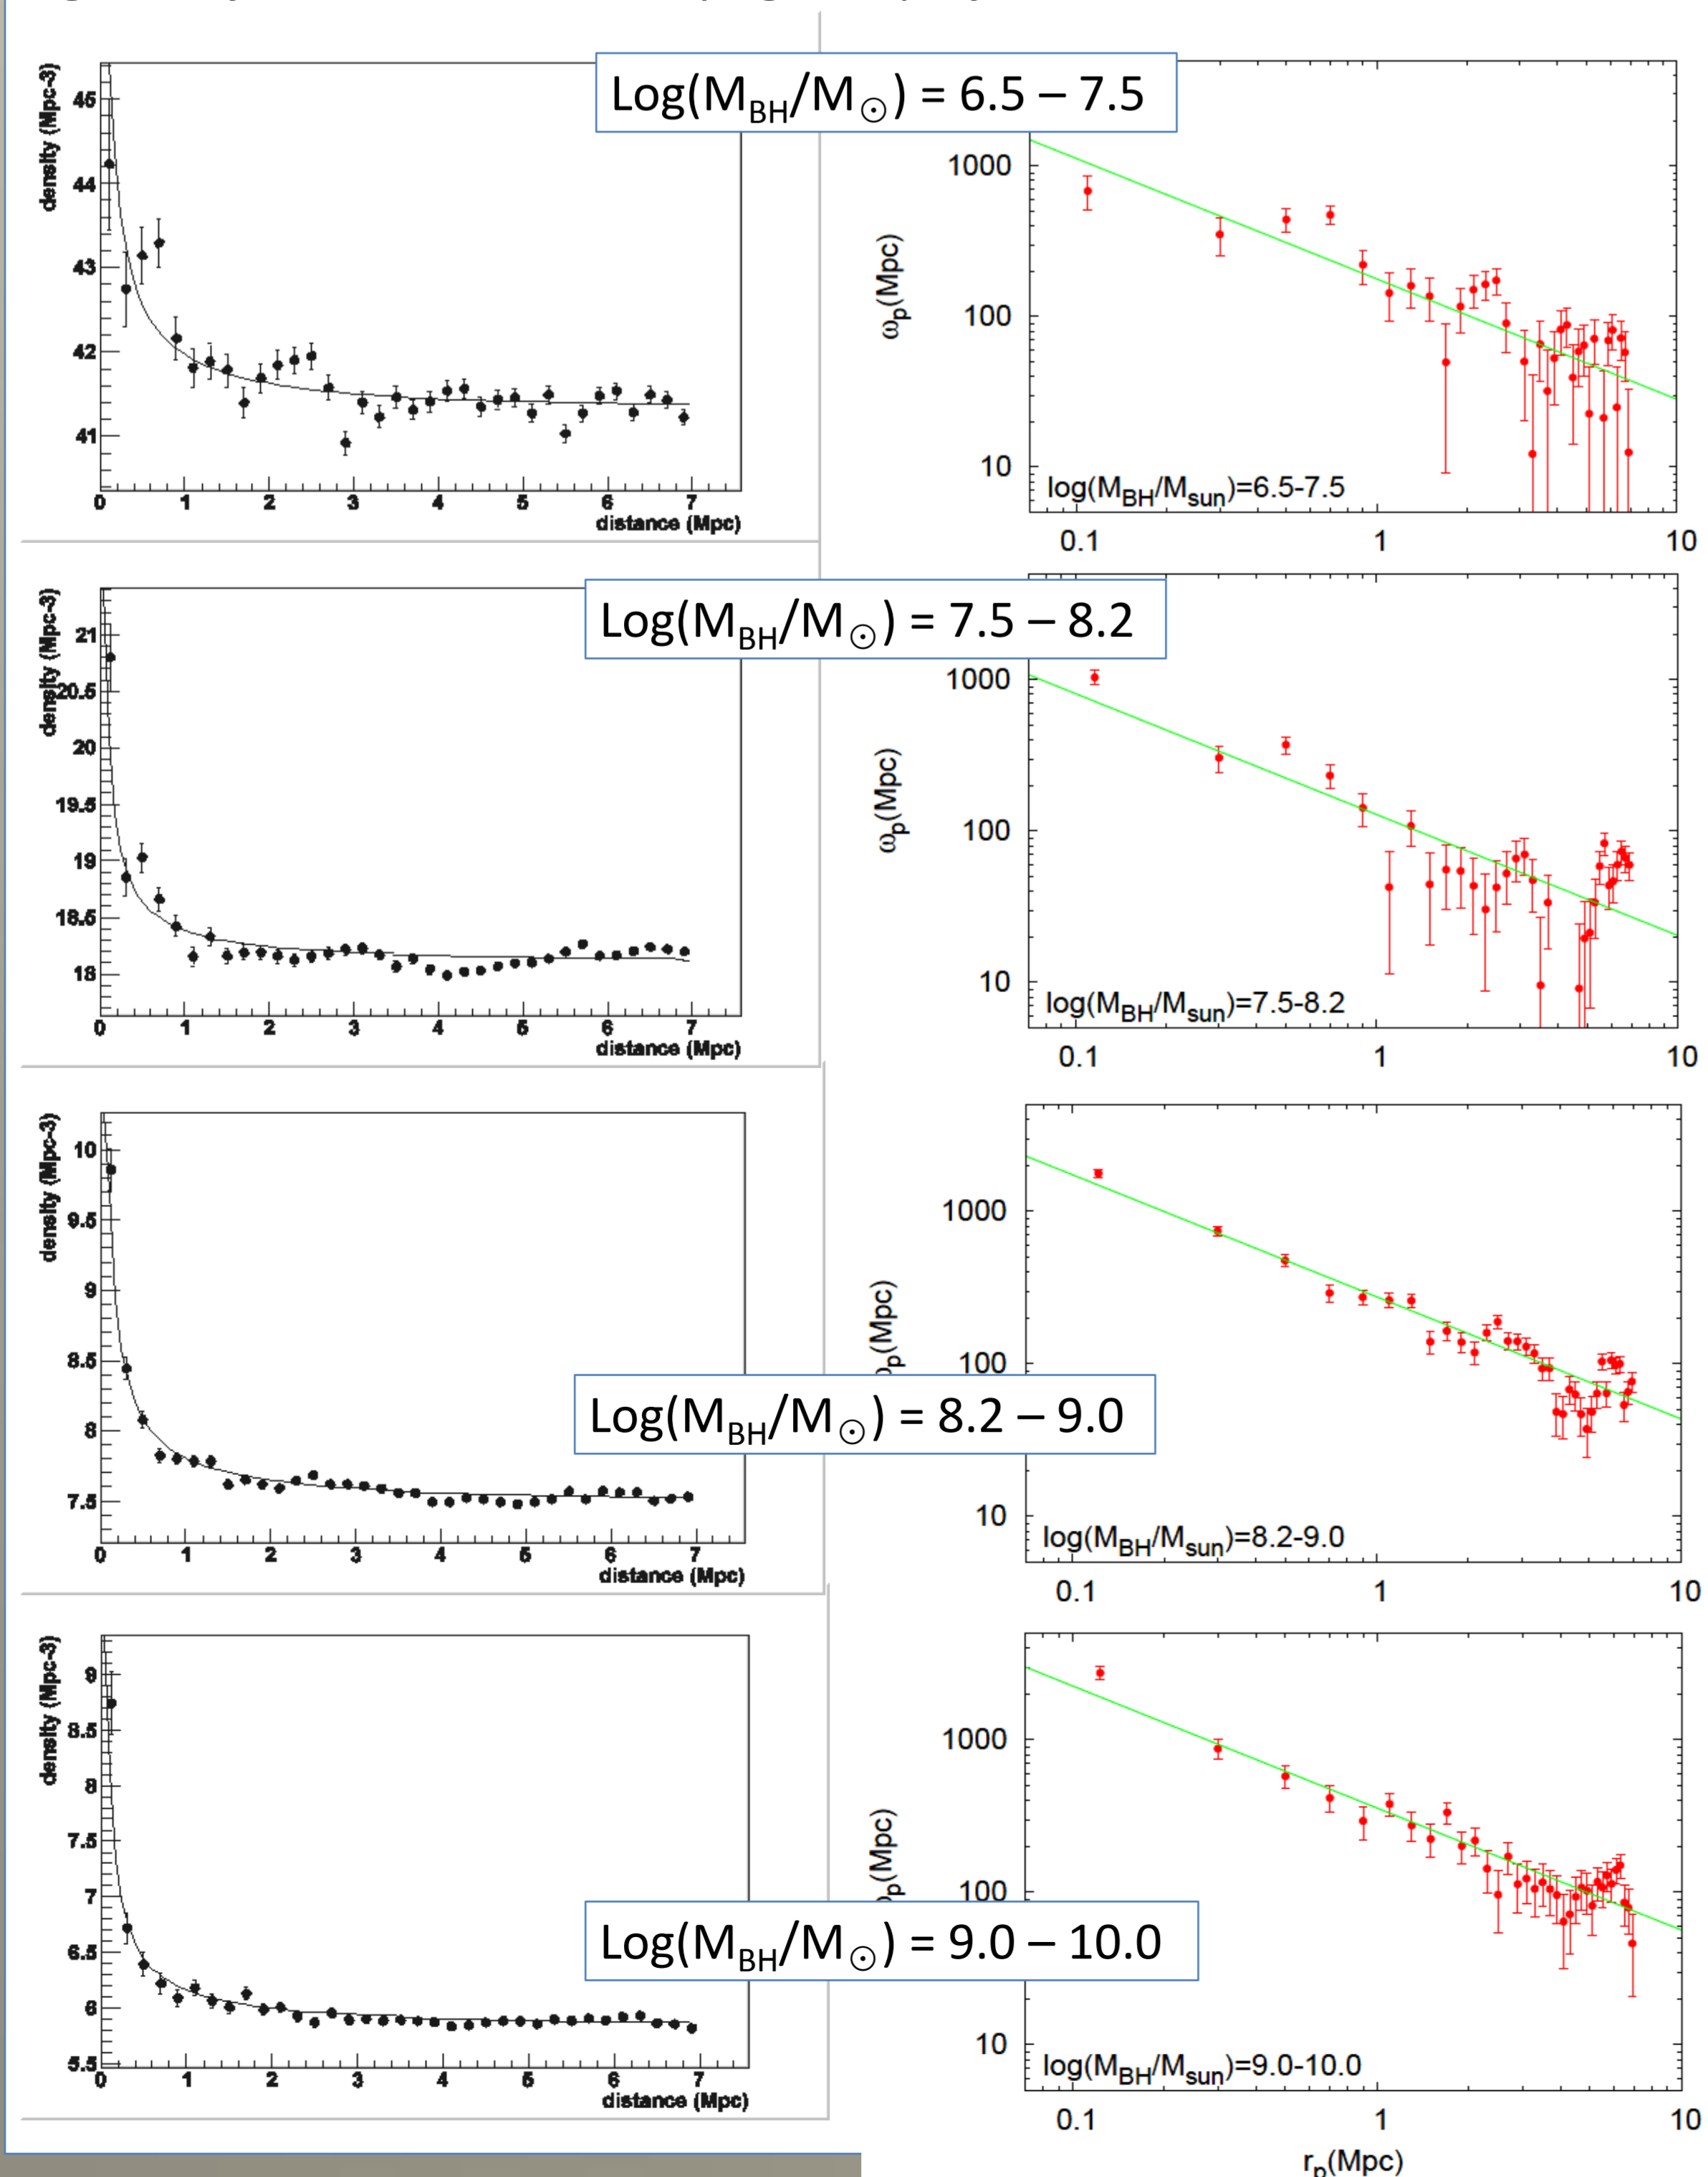 Log(M_BH/M_⊙) = 6.5 – 7.5
density (Mpc-3)
45
44
43
42
41
0 1 2 3 4 5 6 7
distance (Mpc)
ω_p(Mpc)
1000
100
10
log(M_BH/M_sun)=6.5-7.5
0.1 1 10
Log(M_BH/M_⊙) = 7.5 – 8.2
density (Mpc-3)
21
20.5
20
19.5
19
18.5
18
0 1 2 3 4 5 6 7
distance (Mpc)
ω_p(Mpc)
1000
100
10
log(M_BH/M_sun)=7.5-8.2
0.1 1 10
density (Mpc-3)
10
9.5
9
8.5
8
7.5
0 1 2 3 4 5 6 7
distance (Mpc)
p(Mpc)
1000
100
10
Log(M_BH/M_⊙) = 8.2 – 9.0
log(M_BH/M_sun)=8.2-9.0
0.1 1 10
density (Mpc-3)
9
8.5
8
7.5
7
6.5
6
5.5
0 1 2 3 4 5 6 7
distance (Mpc)
p(Mpc)
1000
100
10
Log(M_BH/M_⊙) = 9.0 – 10.0
log(M_BH/M_sun)=9.0-10.0
0.1 1 10
r_p(Mpc)